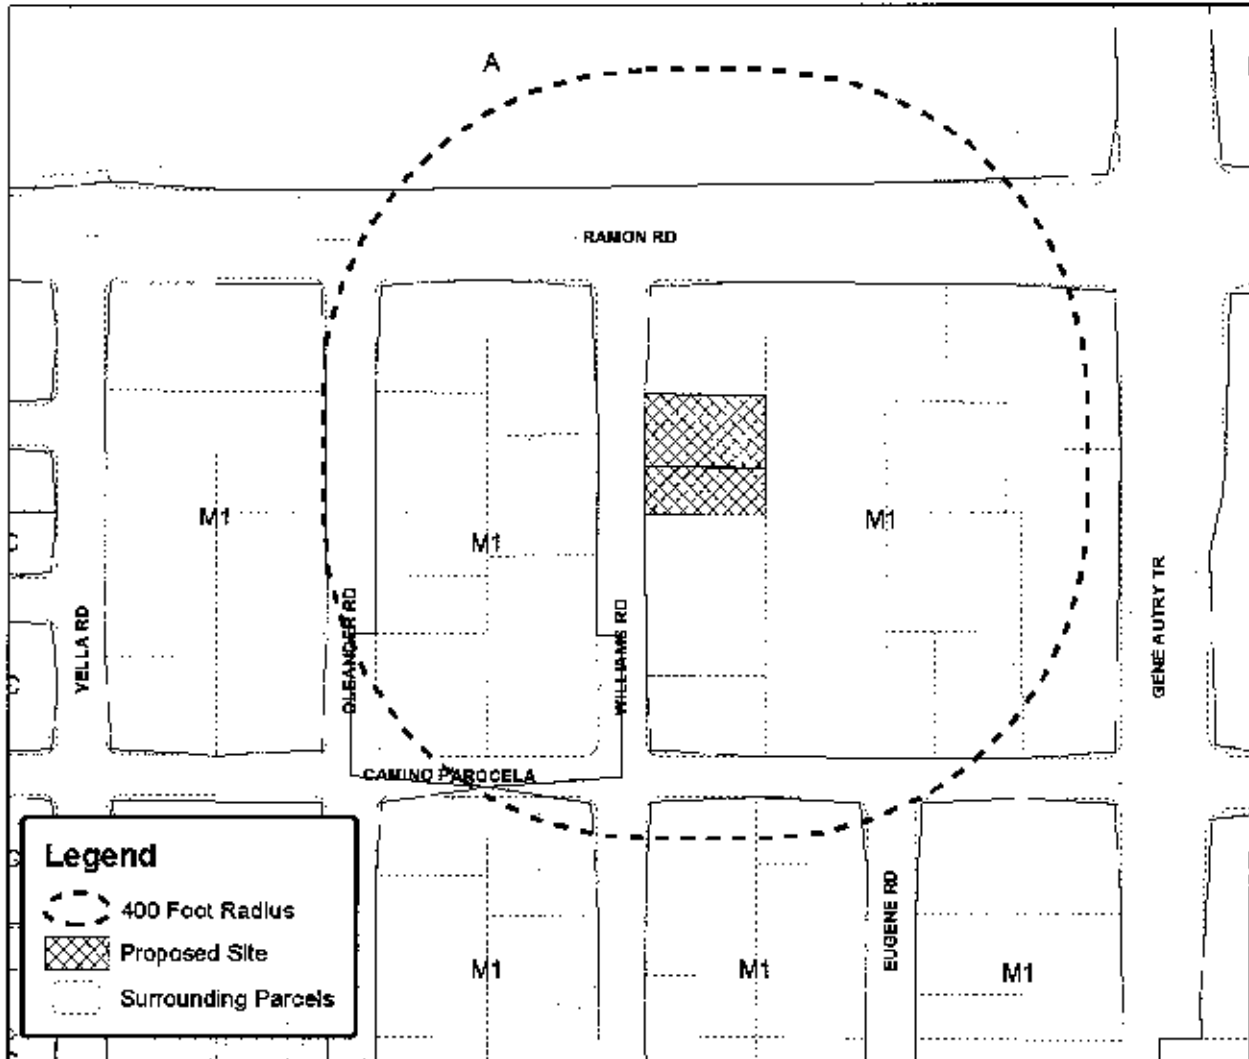 A
RAMON RD
M1
M1
M1
VELLA RD
OLEANDER RD
WILLIAMS RD
GENE AUTRY TR
CAMINO PAROCELA
Legend
400 Foot Radius
Proposed Site
Surrounding Parcels
EUGENE RD
M1
M1
M1